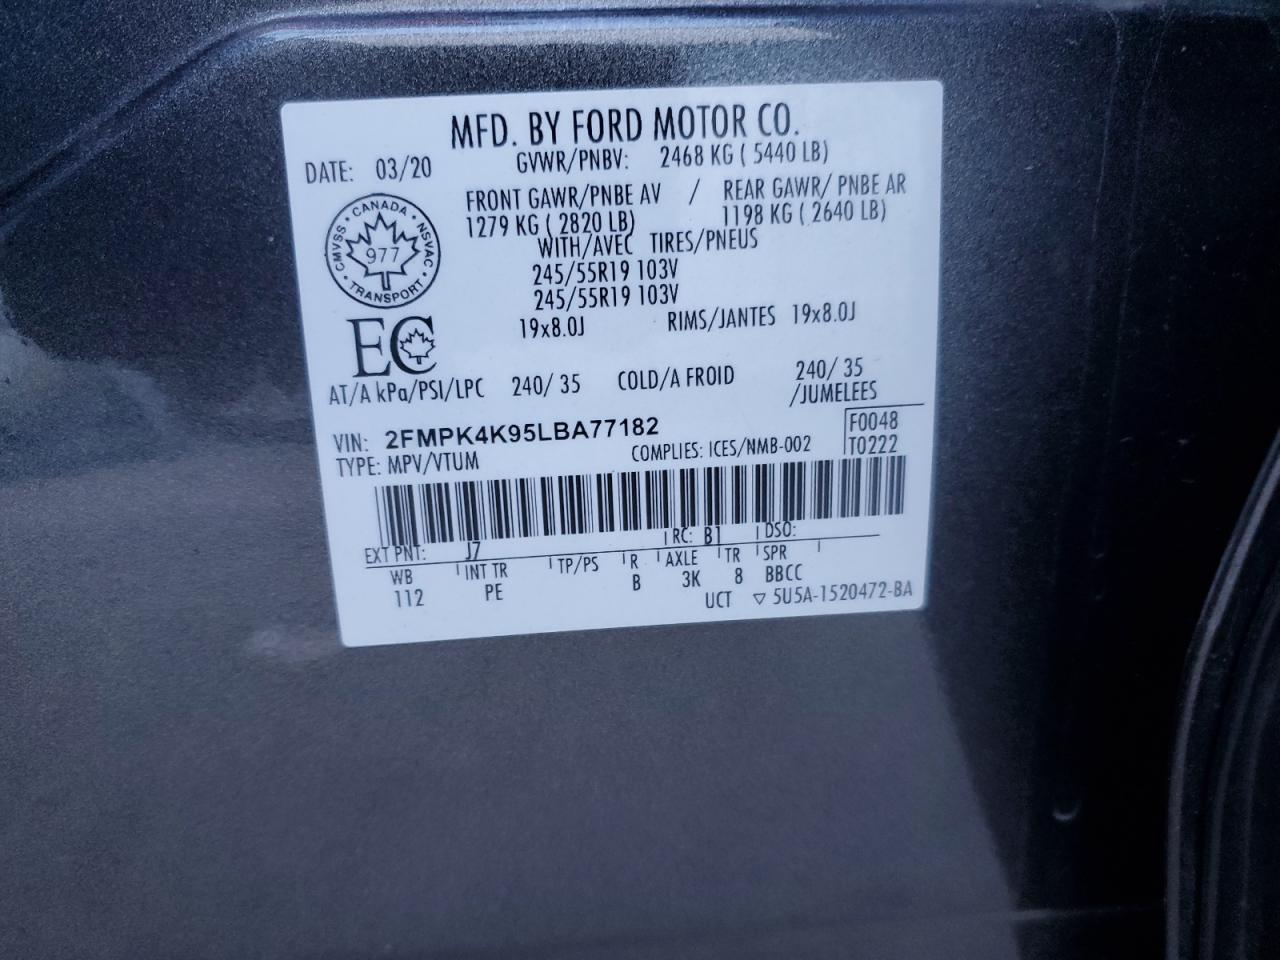 MFD. BY FORD MOTOR CO.
DATE: 03/20
GVWR/PNBV: 2468 KG ( 5440 LB)
FRONT GAWR/PNBE AV / REAR GAWR/ PNBE AR
1279 KG ( 2820 LB) 1198 KG ( 2640 LB)
WITH/AVEC TIRES/PNEUS
245/55R19 103V
245/55R19 103V
19x8.0J RIMS/JANTES 19x8.0J
CANADA
CMVSS NSVAC
977
TRANSPORT
EC
AT/A kPa/PSI/LPC 240/ 35 COLD/A FROID 240/ 35
/JUMELEES
VIN: 2FMPK4K95LBA77182
F0048
TYPE: MPV/VTUM COMPLIES: ICES/NMB-002 T0222
EXT PNT: J7 RC: B1 DSO:
WB INT TR TP/PS R AXLE TR SPR
112 PE B 3K 8 BBCC
UCT ▽ 5U5A-1520472-BA